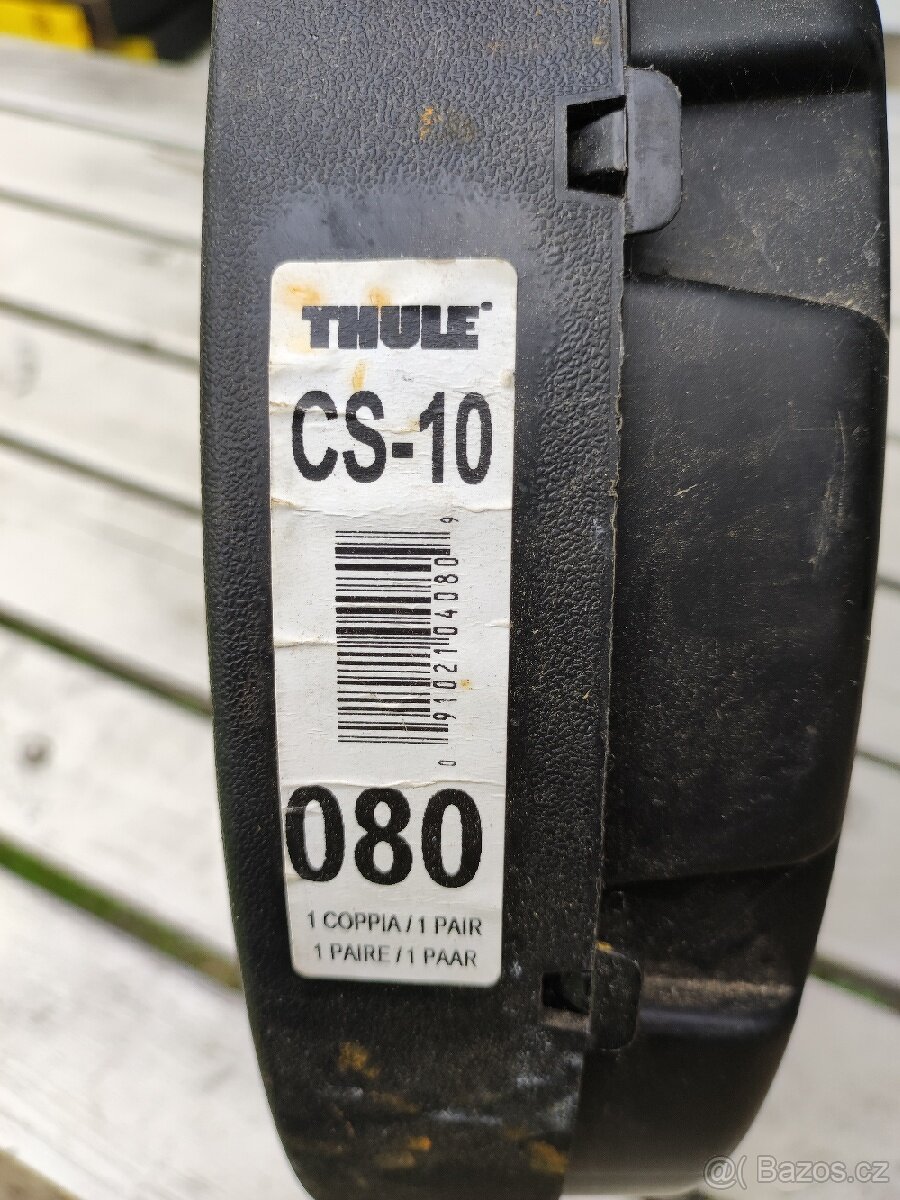 THULE
CS-10
0 91021 04080 9
080
1 COPPIA / 1 PAIR
1 PAIRE / 1 PAAR
@( Bazos.cz